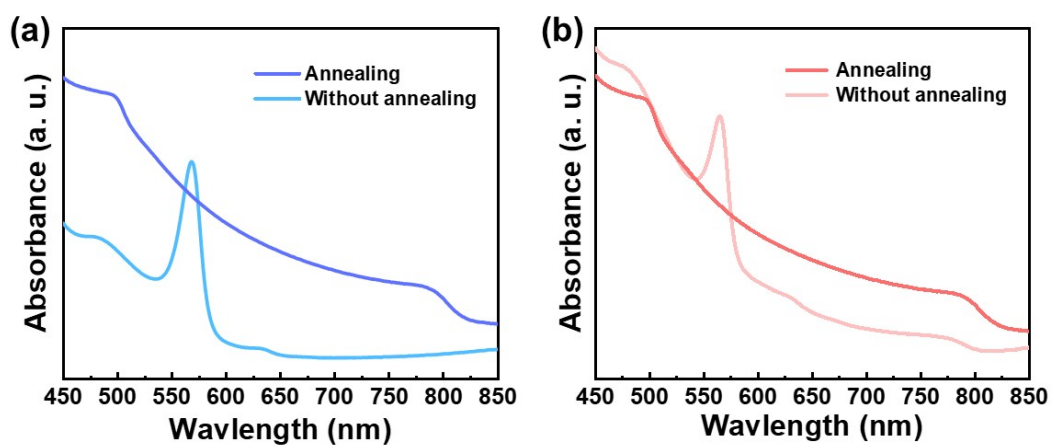 (a)
Absorbance (a. u.)
Annealing
Without annealing
450 500 550 600 650 700 750 800 850
Wavlength (nm)
(b)
Absorbance (a. u.)
Annealing
Without annealing
450 500 550 600 650 700 750 800 850
Wavlength (nm)